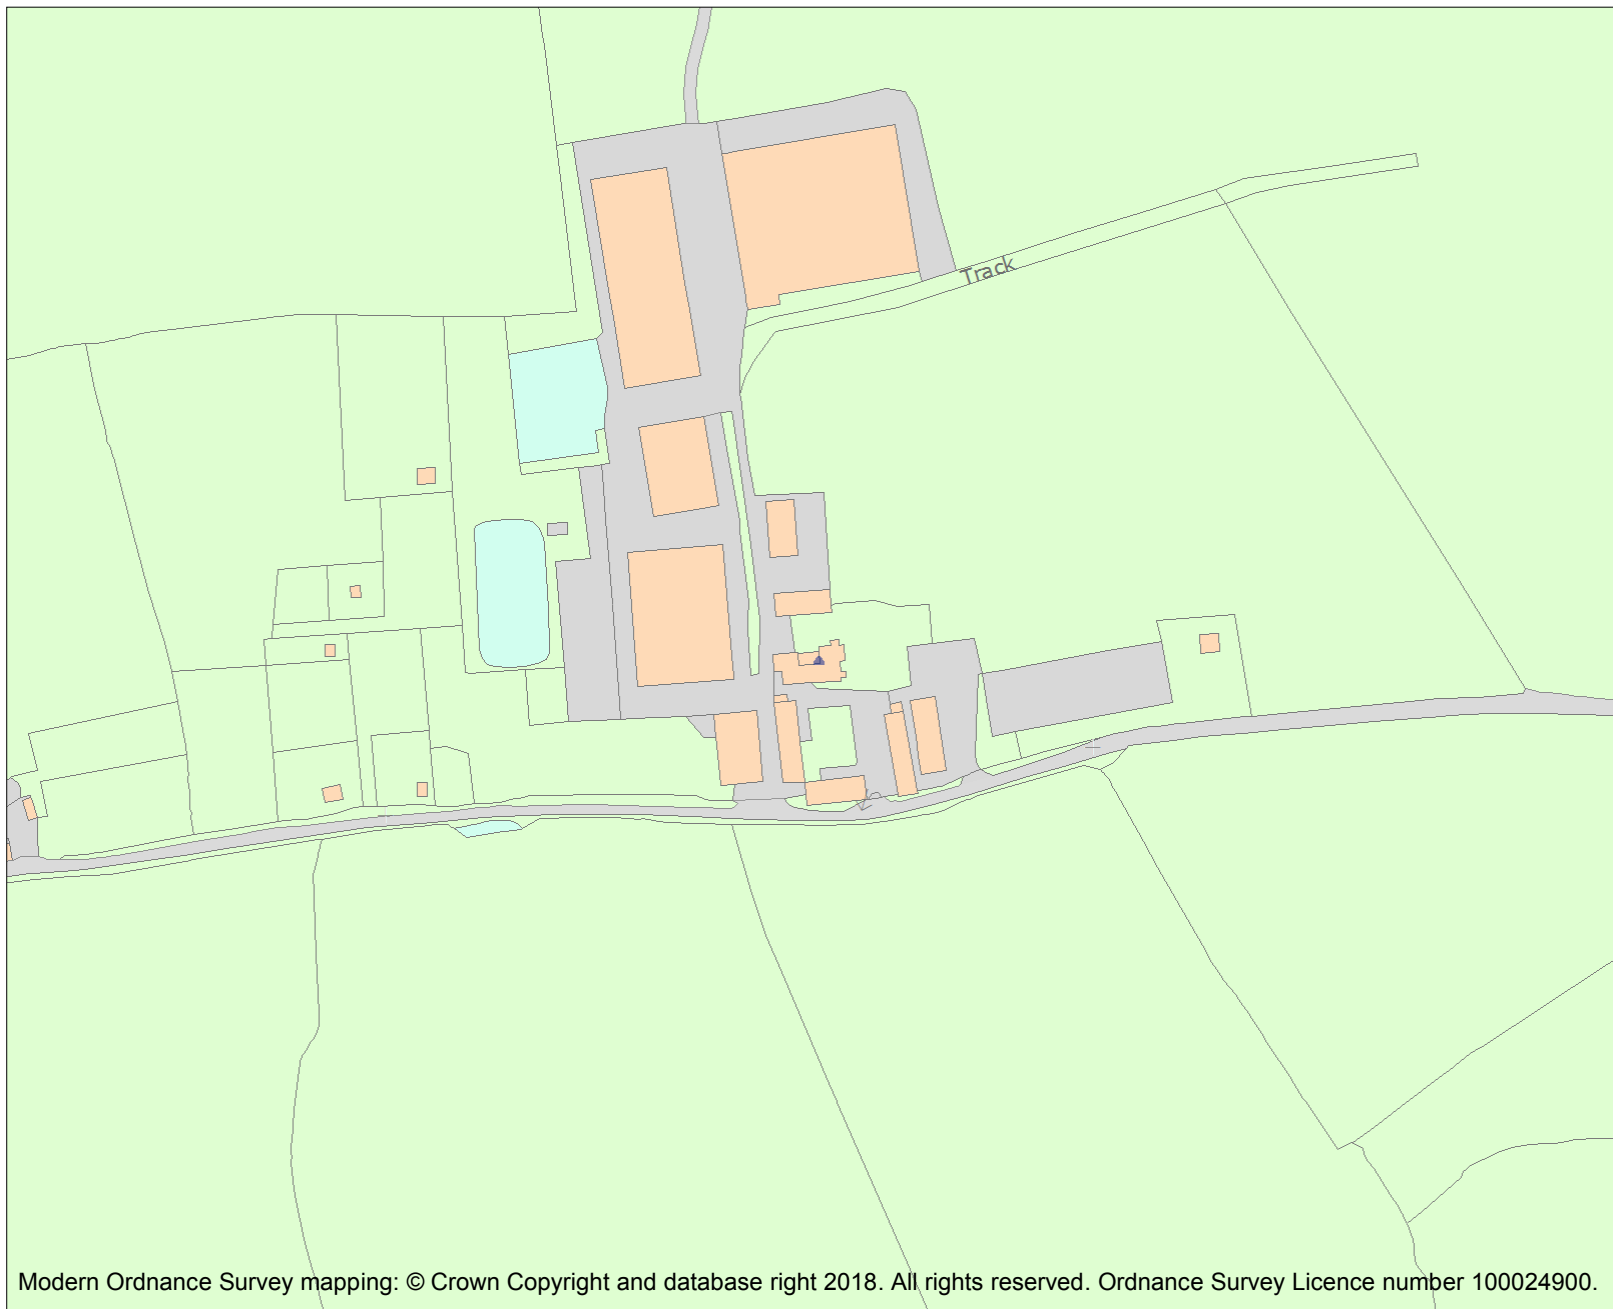 Track
Modern Ordnance Survey mapping: © Crown Copyright and database right 2018. All rights reserved. Ordnance Survey Licence number 100024900.